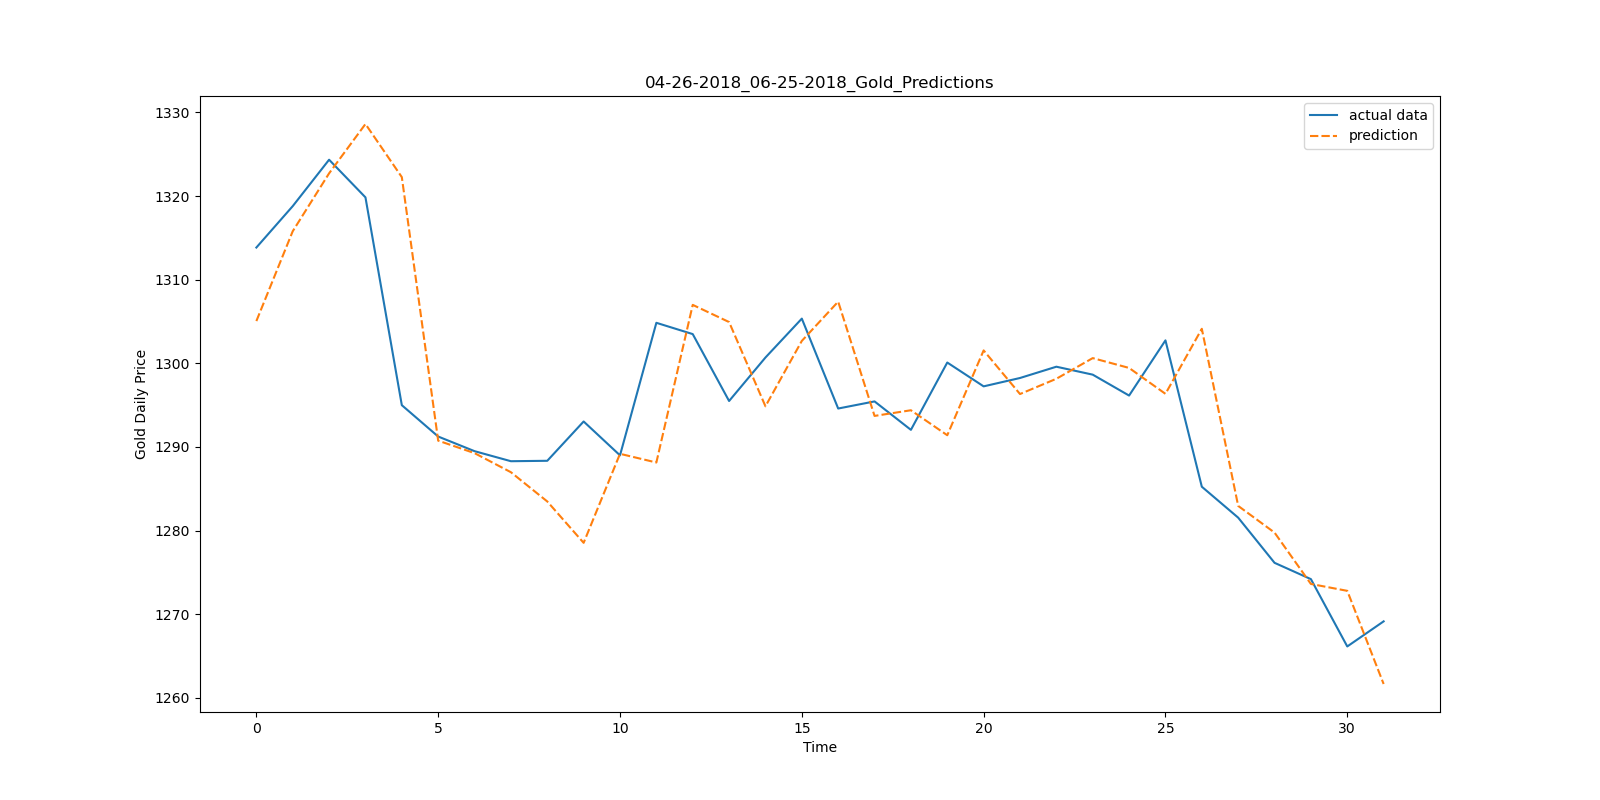 04-26-2018_06-25-2018_Gold_Predictions
actual data
prediction
Gold Daily Price
1330
1320
1310
1300
1290
1280
1270
1260
0 5 10 15 20 25 30
Time